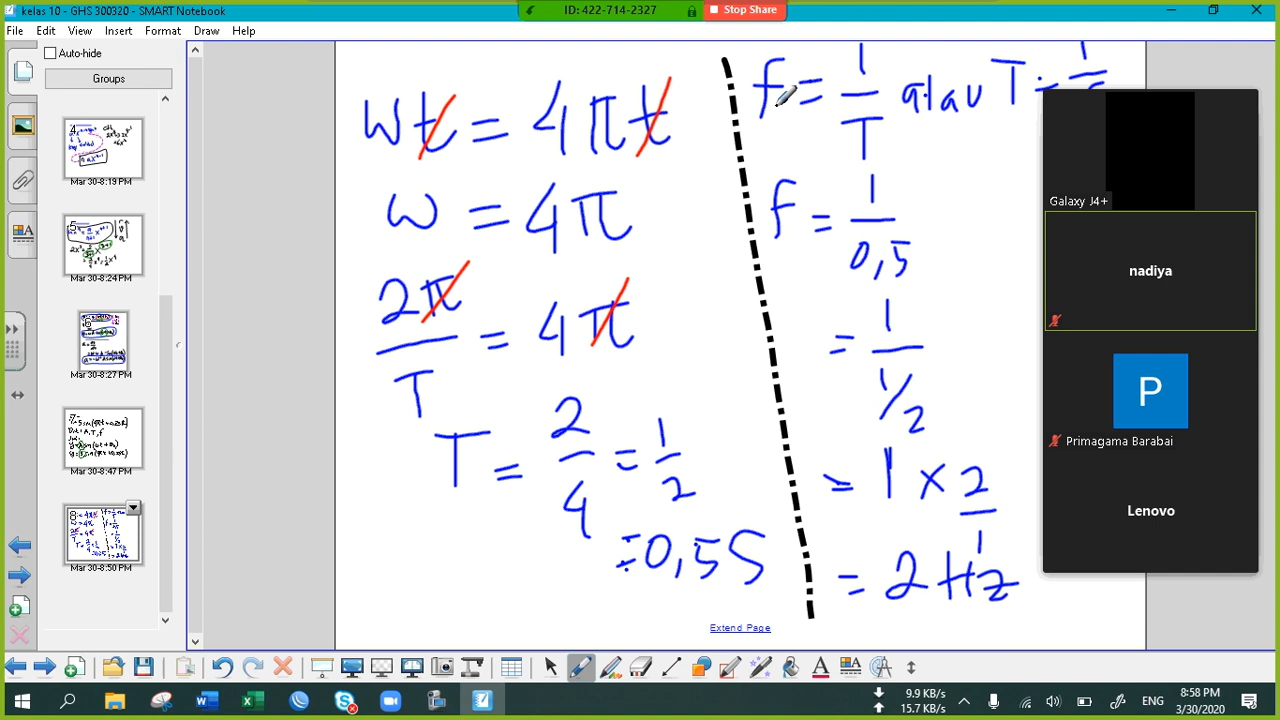 kelas 10 - GHS 300320 - SMART Notebook
ID: 422-714-2327
Stop Share
File Edit View Insert Format Draw Help
Auto-hide
Groups
Mar 30-8:19 PM
Mar 30-8:23 PM
Mar 30-8:27 PM
Mar 30-8:47 PM
Mar 30-8:50 PM
wt = 4πt
w = 4π
2π/T = 4π
T = 2/4 = 1/2
= 0,5 S
f = 1/T atau T =
f = 1/0,5
= 1/(1/2)
= 1 × 2/1
= 2 Hz
Extend Page
Galaxy J4+
nadiya
P
Primagama Barabai
Lenovo
9.9 KB/s
15.7 KB/s
ENG
8:58 PM
3/30/2020